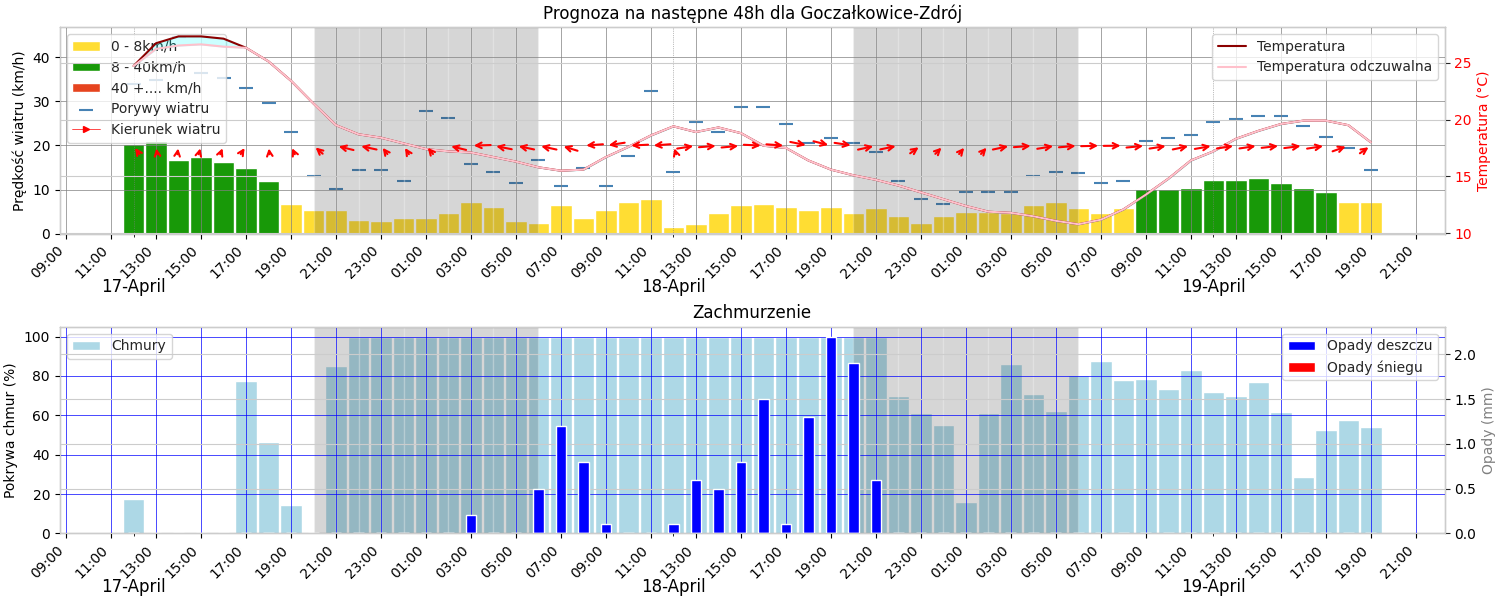 Prognoza na następne 48h dla Goczałkowice-Zdrój
Prędkość wiatru (km/h)
40
30
20
10
0
0 - 8km/h
8 - 40km/h
40 +.... km/h
Porywy wiatru
Kierunek wiatru
Temperatura
Temperatura odczuwalna
25
20
15
10
Temperatura (°C)
09:00 11:00 13:00 15:00 17:00 19:00 21:00 23:00 01:00 03:00 05:00 07:00 09:00 11:00 13:00 15:00 17:00 19:00 21:00 23:00 01:00 03:00 05:00 07:00 09:00 11:00 13:00 15:00 17:00 19:00 21:00
17-April 18-April 19-April
Zachmurzenie
Pokrywa chmur (%)
100
80
60
40
20
0
Chmury
Opady deszczu
Opady śniegu
2.0
1.5
1.0
0.5
0.0
Opady (mm)
09:00 11:00 13:00 15:00 17:00 19:00 21:00 23:00 01:00 03:00 05:00 07:00 09:00 11:00 13:00 15:00 17:00 19:00 21:00 23:00 01:00 03:00 05:00 07:00 09:00 11:00 13:00 15:00 17:00 19:00 21:00
17-April 18-April 19-April